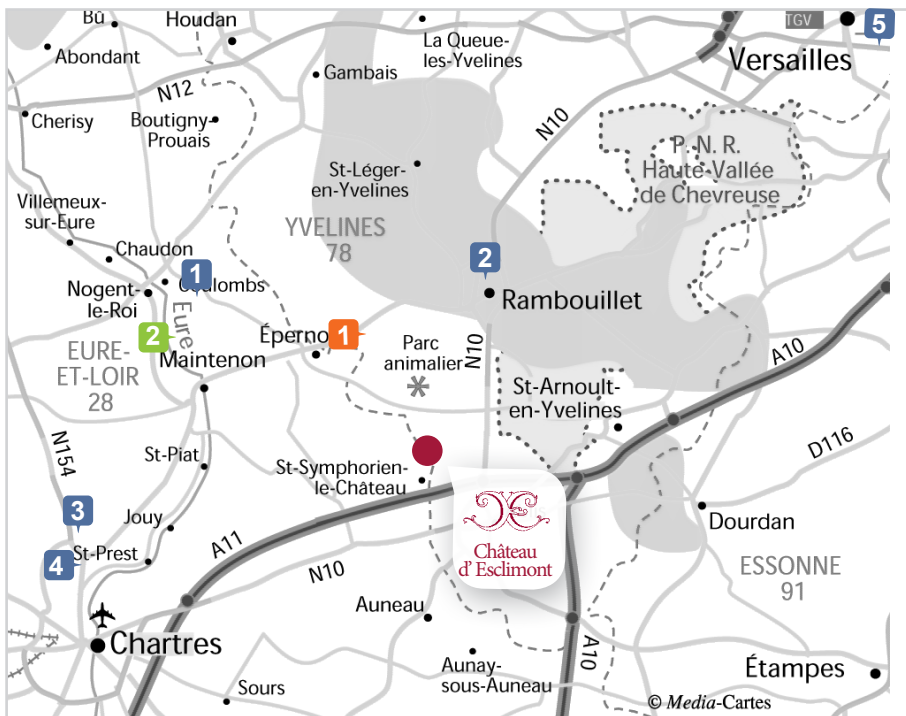 Bû
Houdan
TGV
5
Abondant
La Queue-
les-Yvelines
Versailles
Gambais
N12
Cherisy
Boutigny-
Prouais
N10
P. N. R.
Haute-Vallée
de Chevreuse
St-Léger-
en-Yvelines
Villemeux-
sur-Eure
YVELINES
78
Chaudon
1
Coulombs
2
Nogent-
le-Roi
Rambouillet
Eure
2
Éperno
1
Maintenon
Parc
animalier
N10
A10
EURE-
ET-LOIR
28
St-Arnoult-
en-Yvelines
N154
D116
St-Piat
St-Symphorien-
le-Château
3
Jouy
Château
d'Esclimont
Dourdan
A11
4
St-Prest
N10
ESSONNE
91
Auneau
Chartres
A10
Aunay-
sous-Auneau
Étampes
Sours
© Media-Cartes